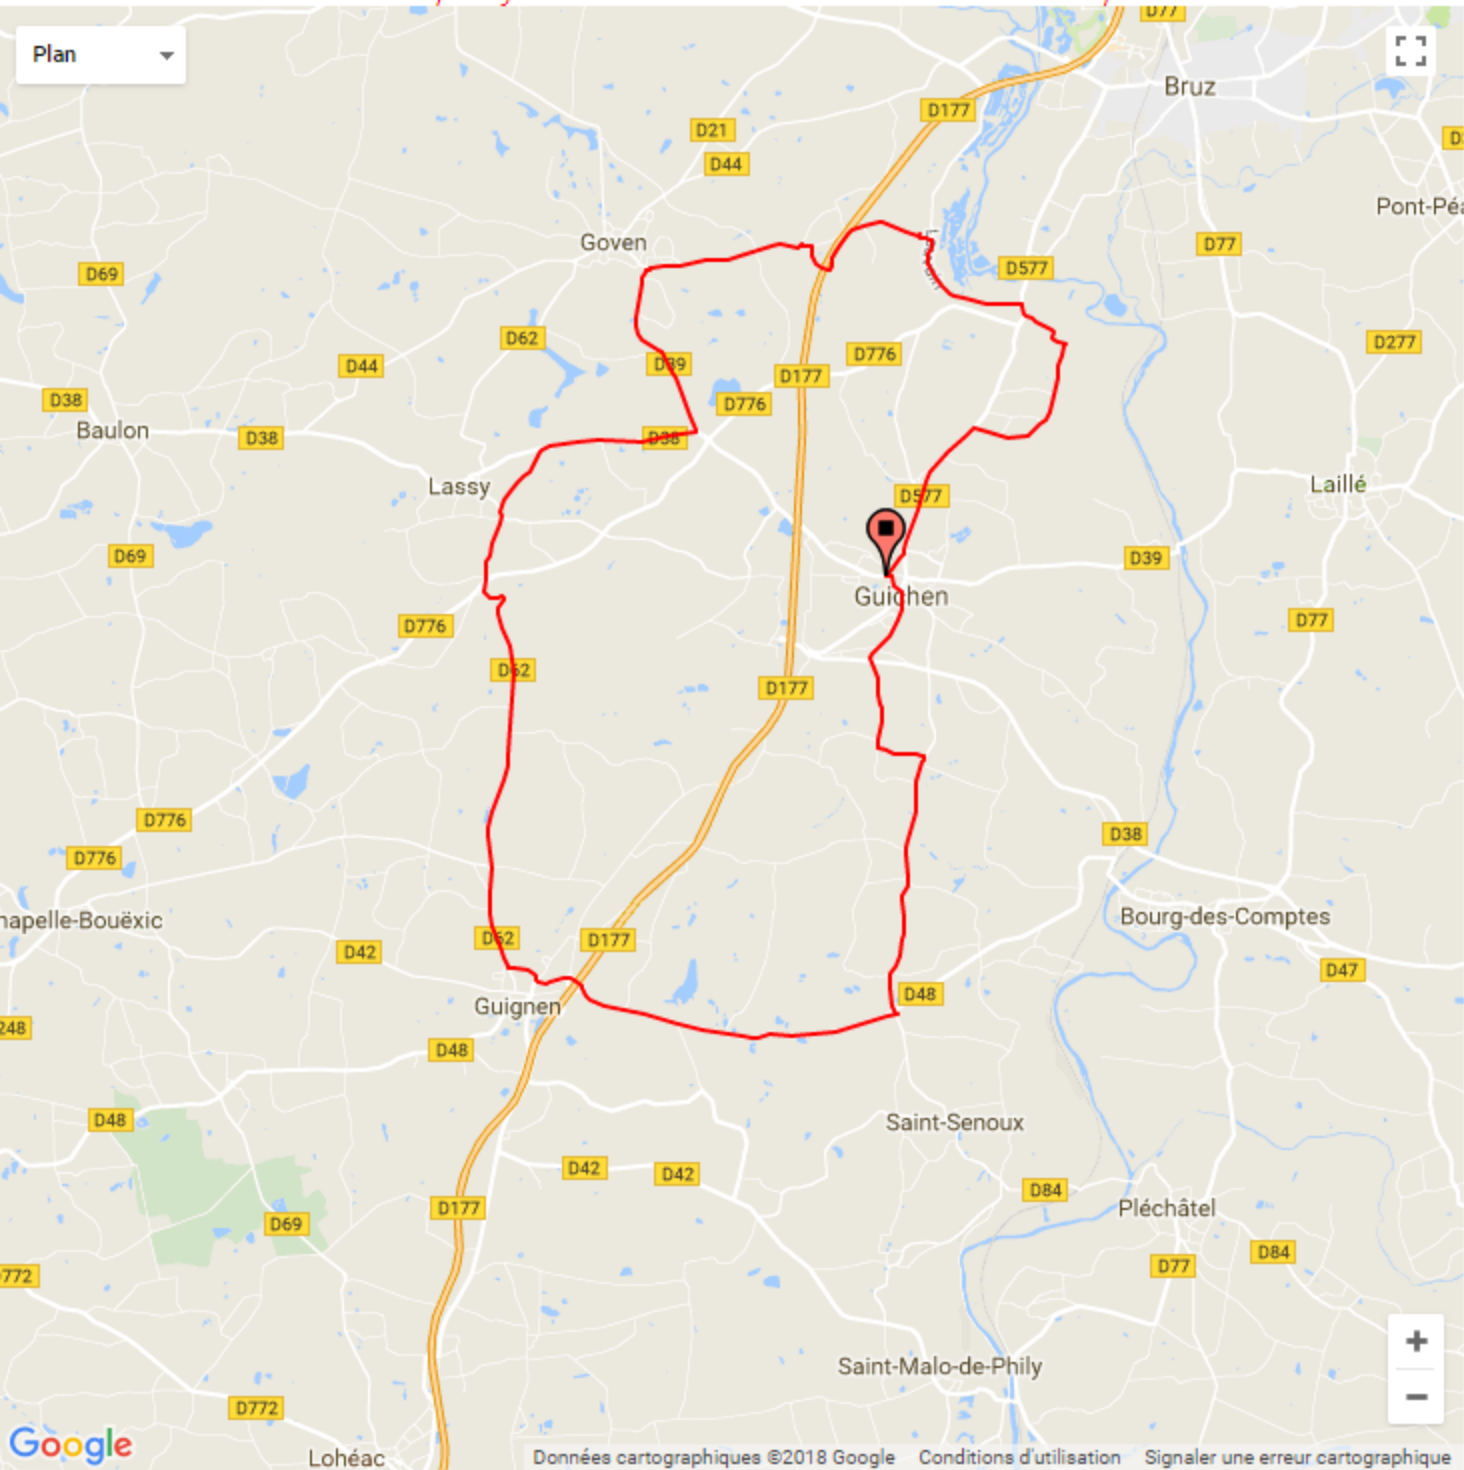 D77
Plan
Bruz
D177
D21
D44
Pont-Péa
Goven
D77
D69
D577
D62
D277
D44
D39
D776
D177
D38
D776
Baulon
D38
D38
Lassy
Laillé
D577
D69
D39
Guichen
D77
D776
D62
D177
D776
D38
D776
hapelle-Bouëxic
Bourg-des-Comptes
D62
D177
D42
D47
D48
Guignen
248
D48
D48
Saint-Senoux
D42
D42
D84
D177
Pléchâtel
D69
D84
D77
D772
Saint-Malo-de-Phily
D772
Google
Lohéac
Données cartographiques ©2018 Google Conditions d'utilisation Signaler une erreur cartographique